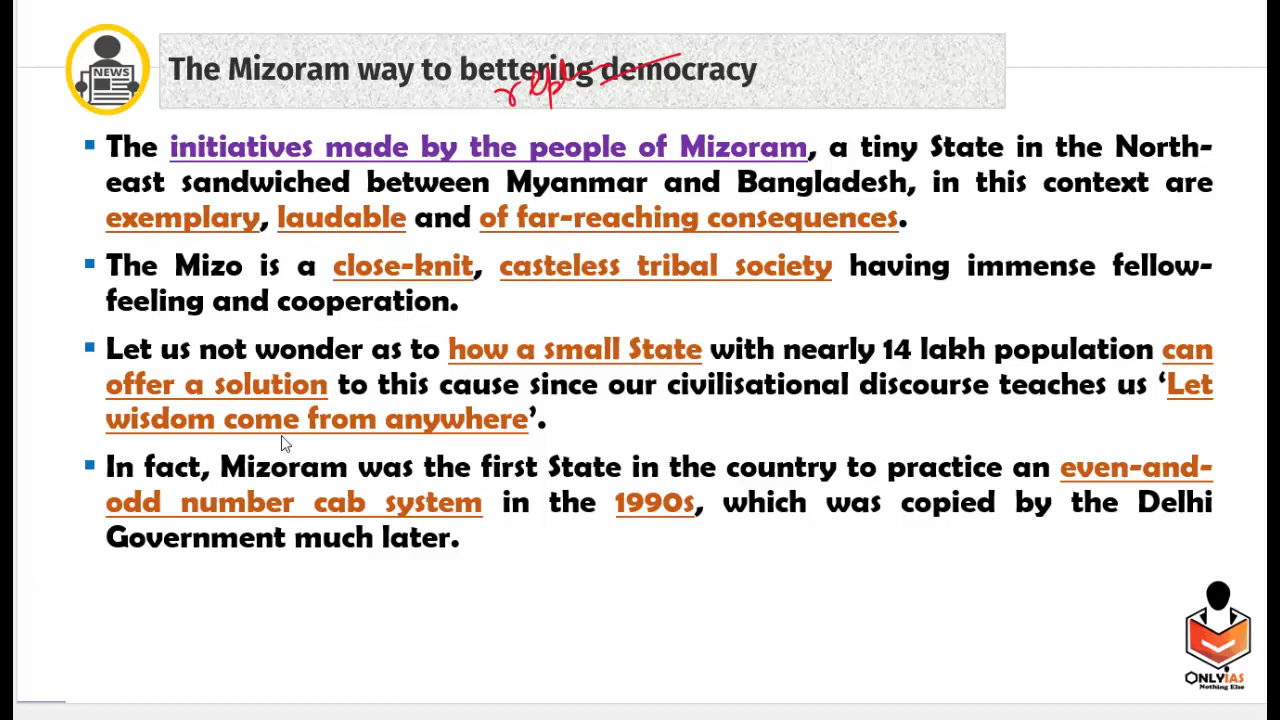 NEWS
The Mizoram way to bettering democracy
▪ The initiatives made by the people of Mizoram, a tiny State in the North-
east sandwiched between Myanmar and Bangladesh, in this context are
exemplary, laudable and of far-reaching consequences.
▪ The Mizo is a close-knit, casteless tribal society having immense fellow-
feeling and cooperation.
▪ Let us not wonder as to how a small State with nearly 14 lakh population can
offer a solution to this cause since our civilisational discourse teaches us ‘Let
wisdom come from anywhere’.
▪ In fact, Mizoram was the first State in the country to practice an even-and-
odd number cab system in the 1990s, which was copied by the Delhi
Government much later.
ONLYIAS
Nothing Else